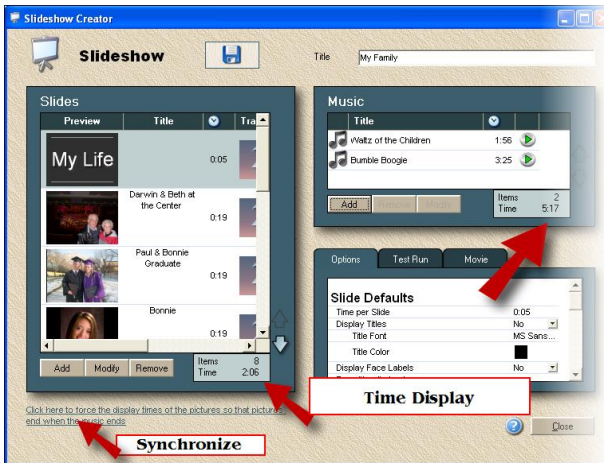 Slideshow Creator
Slideshow
Title
My Family
Slides
Preview Title Tra
My Life 0:05
Darwin & Beth at
the Center
0:19
Paul & Bonnie
Graduate
0:19
Bonnie
0:19
Add Modify Remove
Items 8
Time 2:06
Music
Title
Waltz of the Children 1:56
Bumble Boogie 3:25
Add Remove Modify
Items 2
Time 5:17
Options Test Run Movie
Slide Defaults
Time per Slide 0:05
Display Titles No
Title Font MS Sans...
Title Color
Display Face Labels No
Time Display
Click here to force the display times of the pictures so that pictures
end when the music ends
Synchronize
Close